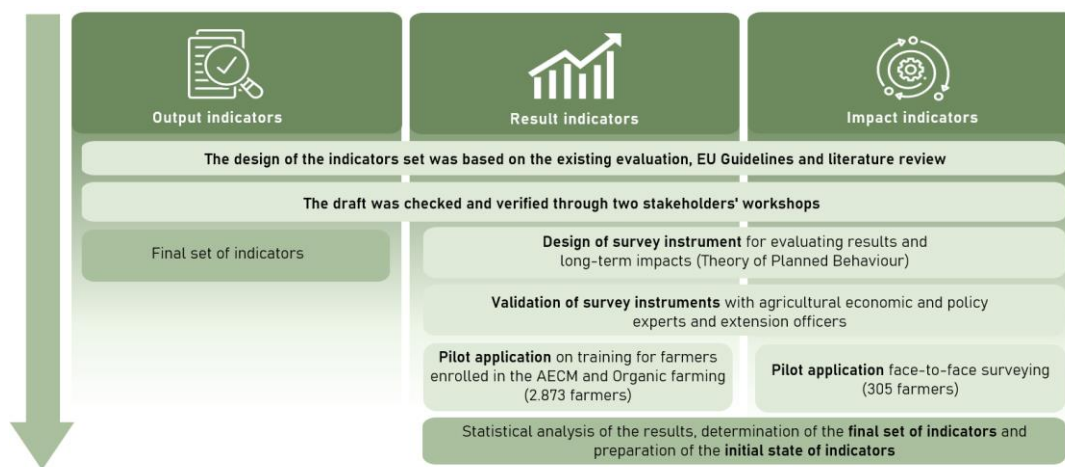 Output indicators
Result indicators
Impact indicators
The design of the indicators set was based on the existing evaluation, EU Guidelines and literature review
The draft was checked and verified through two stakeholders' workshops
Final set of indicators
Design of survey instrument for evaluating results and
long-term impacts (Theory of Planned Behaviour)
Validation of survey instruments with agricultural economic and policy
experts and extension officers
Pilot application on training for farmers
enrolled in the AECM and Organic farming
(2.873 farmers)
Pilot application face-to-face surveying
(305 farmers)
Statistical analysis of the results, determination of the final set of indicators and
preparation of the initial state of indicators